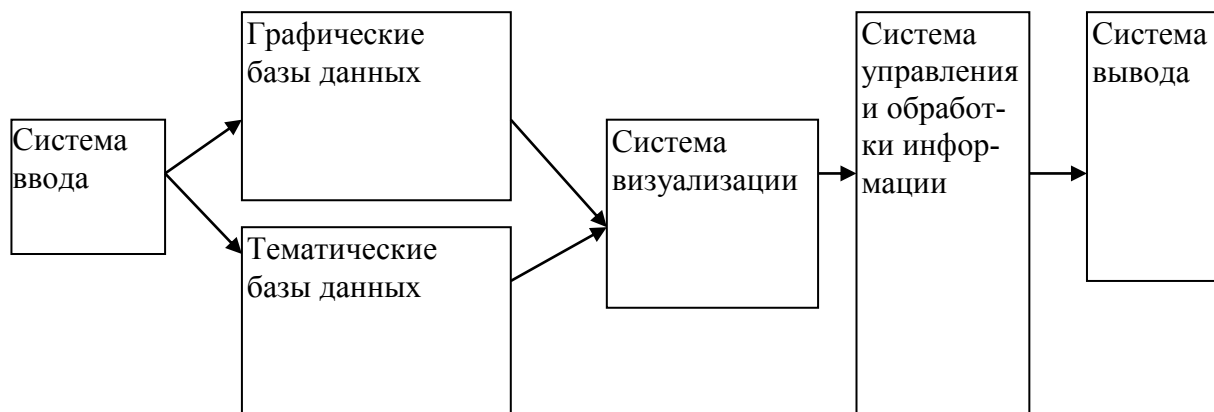 Система
ввода
Графические
базы данных
Тематические
базы данных
Система
визуализации
Система
управления
и обработ-
ки инфор-
мации
Система
вывода